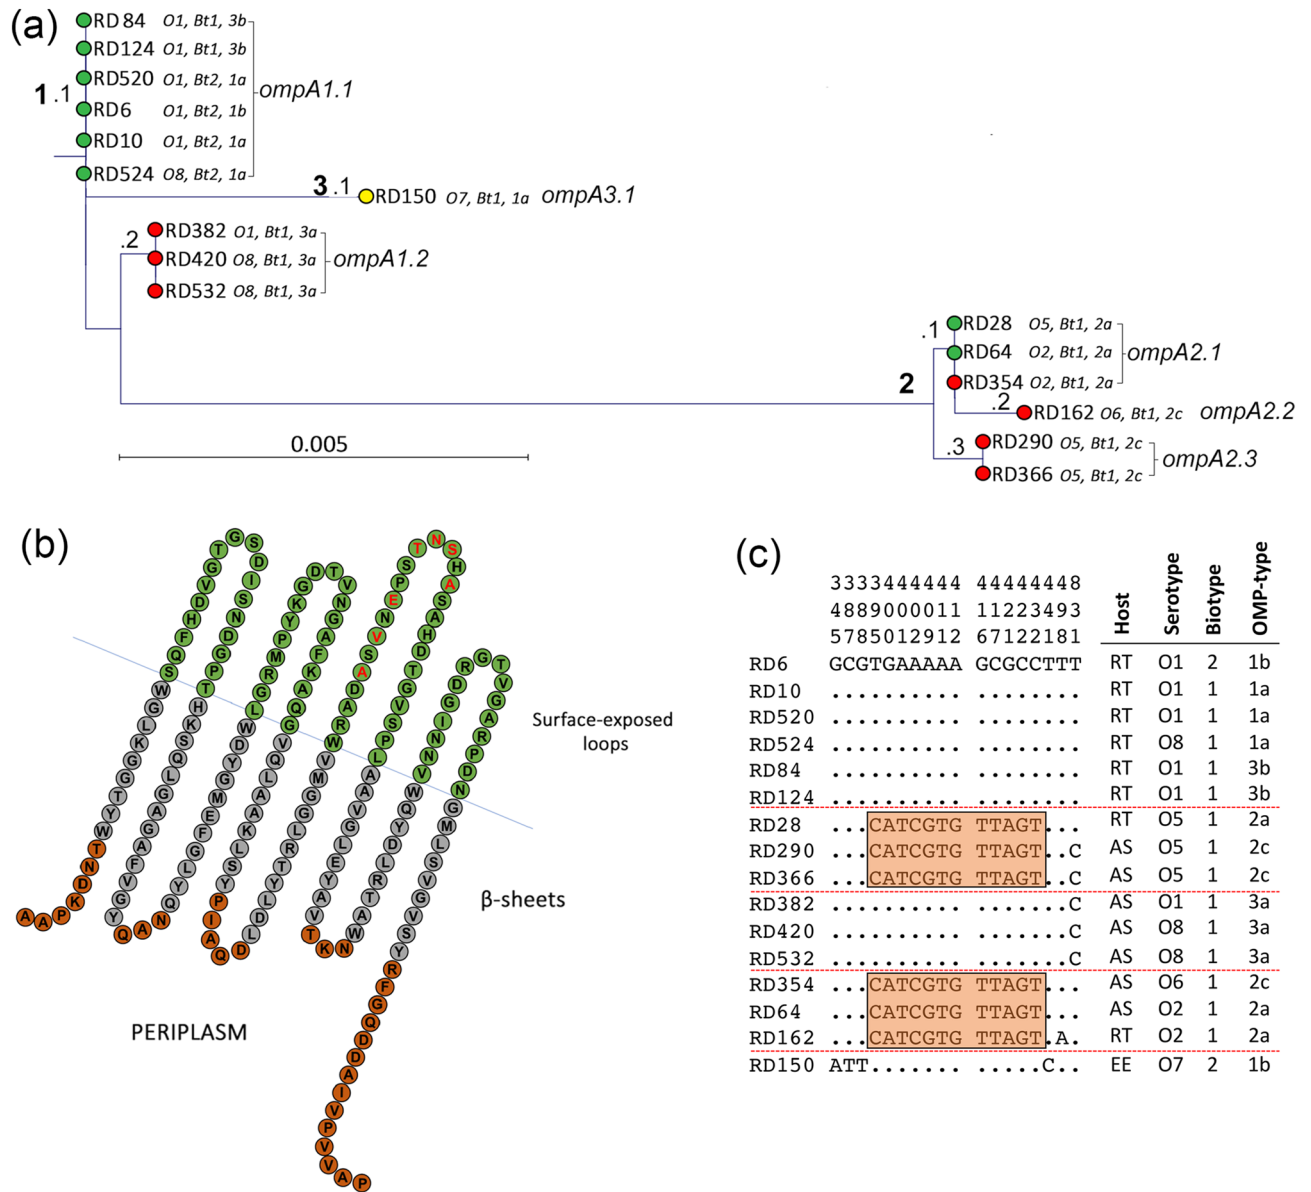 (a)
RD84 O1, Bt1, 3b
RD124 O1, Bt1, 3b
RD520 O1, Bt2, 1a
1 .1
ompA1.1
RD6 O1, Bt2, 1b
RD10 O1, Bt2, 1a
RD524 O8, Bt2, 1a
3 .1
RD150 O7, Bt1, 1a ompA3.1
.2
RD382 O1, Bt1, 3a
RD420 O8, Bt1, 3a
ompA1.2
RD532 O8, Bt1, 3a
.1
RD28 O5, Bt1, 2a
RD64 O2, Bt1, 2a
ompA2.1
RD354 O2, Bt1, 2a
2
.2
RD162 O6, Bt1, 2c ompA2.2
.3
RD290 O5, Bt1, 2c
ompA2.3
RD366 O5, Bt1, 2c
0.005
(b)
AAPKDNTWYTGGKLGWSQFHDVGTGSDISNDGPTHKSQLGAGAFVGYQANQYLGFEMGYDWLGRMPYKGDTVNGAFKAQGVQLAAKLSYPIAQDLDLYTRLGGMVWRADASVNEPSTNSHASAHDTGVSPLAVGLEYAVTKNWATRLDYQWVNNIGDRGTVGARPDNGMLSVGVSYRFGQDDAIVPVVAP
Surface-exposed
loops
β-sheets
PERIPLASM
(c)
3333444444 44444448
4889000011 11223493
5785012912 67122181
Host Serotype Biotype OMP-type
RD6 GCGTGAAAAA GCGCCTTT RT O1 2 1b
RD10 .......... ........ RT O1 1 1a
RD520 .......... ........ RT O1 1 1a
RD524 .......... ........ RT O8 1 1a
RD84 .......... ........ RT O1 1 3b
RD124 .......... ........ RT O1 1 3b
RD28 ...CATCGTG TTAGT... RT O5 1 2a
RD290 ...CATCGTG TTAGT..C AS O5 1 2c
RD366 ...CATCGTG TTAGT..C AS O5 1 2c
RD382 .......... .......C AS O1 1 3a
RD420 .......... .......C AS O8 1 3a
RD532 .......... .......C AS O8 1 3a
RD354 ...CATCGTG TTAGT... AS O6 1 2c
RD64 ...CATCGTG TTAGT... AS O2 1 2a
RD162 ...CATCGTG TTAGT.A. RT O2 1 2a
RD150 ATT....... .....C.. EE O7 2 1b